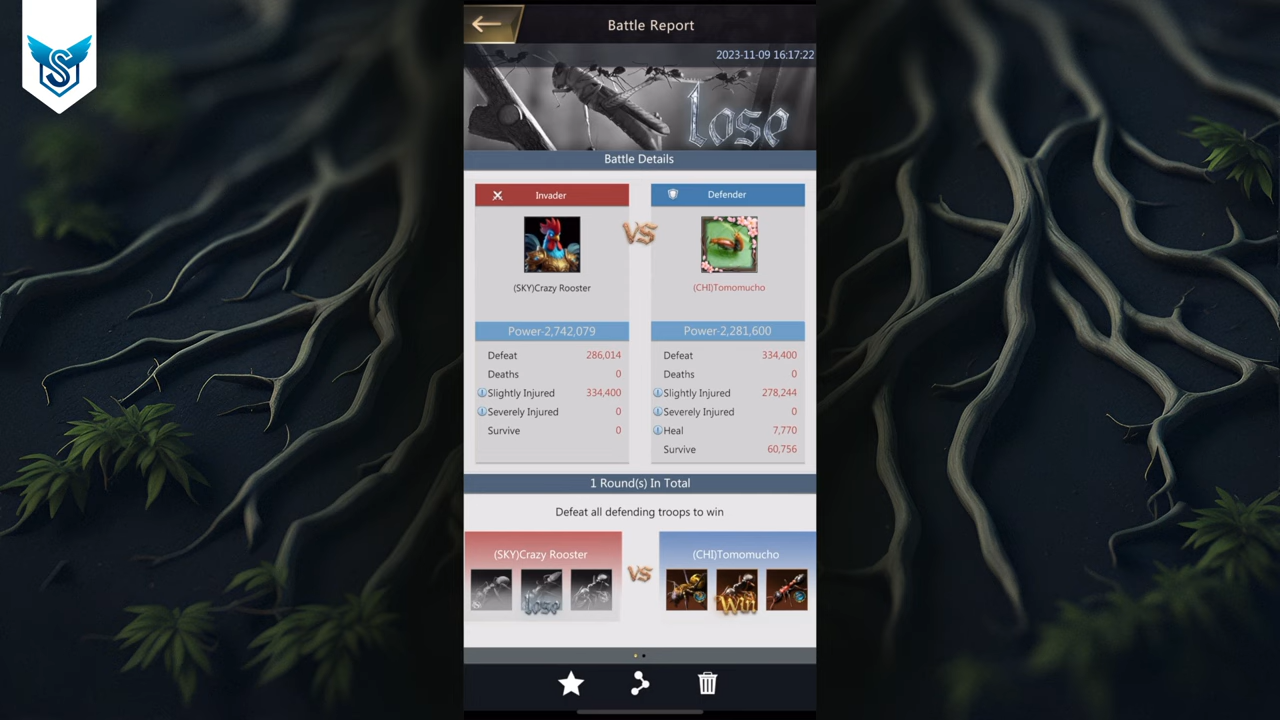 S
Battle Report
2023-11-09 16:17:22
lose
Battle Details
Invader
Defender
VS
(SKY)Crazy Rooster
(CHI)Tomomucho
Power-2,742,079
Power-2,281,600
Defeat 286,014
Deaths 0
Slightly Injured 334,400
Severely Injured 0
Survive 0
Defeat 334,400
Deaths 0
Slightly Injured 278,244
Severely Injured 0
Heal 7,770
Survive 60,756
1 Round(s) In Total
Defeat all defending troops to win
(SKY)Crazy Rooster
(CHI)Tomomucho
VS
lose
Win